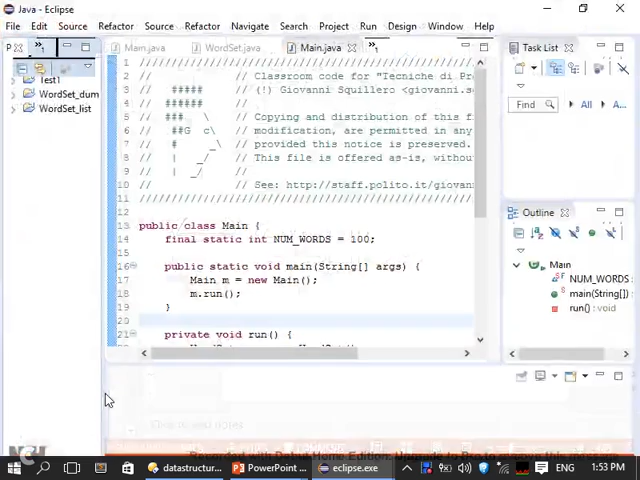 Java - Eclipse
File Edit Source Refactor Source Refactor Navigate Search Project Run Design Window Help
P 1 Main.java WordSet.java Main.java 1 Task List
Test1
WordSet_dum
WordSet_list
1 ////////////////////////////////////////////////////
2 // // Classroom code for "Tecniche di Pr
3 // ##### // (!) Giovanni Squillero <giovanni.s
4 // ###### //
5 // ### \ // Copying and distribution of this f
6 // ##G c\ // modification, are permitted in any
7 // # _\ // provided this notice is preserved.
8 // | _/ // This file is offered as-is, withou
9 // | _/ //
10 // // See: http://staff.polito.it/giovan
11 ////////////////////////////////////////////////////
12
13 public class Main {
14 final static int NUM_WORDS = 100;
15
16 public static void main(String[] args) {
17 Main m = new Main();
18 m.run();
19 }
20
21 private void run() {
Find All
Outline
Main
NUM_WORDS
main(String[])
run() : void
Click to add notes
datastructur... PowerPoint ... eclipse.exe ENG 1:53 PM